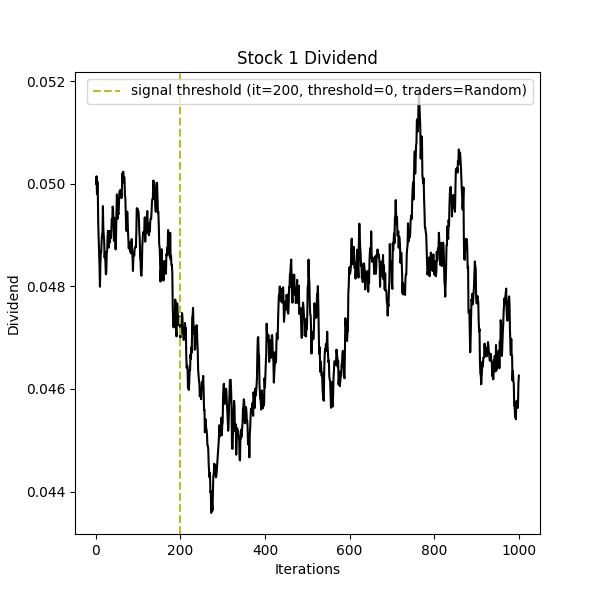 Stock 1 Dividend
signal threshold (it=200, threshold=0, traders=Random)
0.052
0.050
0.048
0.046
0.044
Dividend
0 200 400 600 800 1000
Iterations